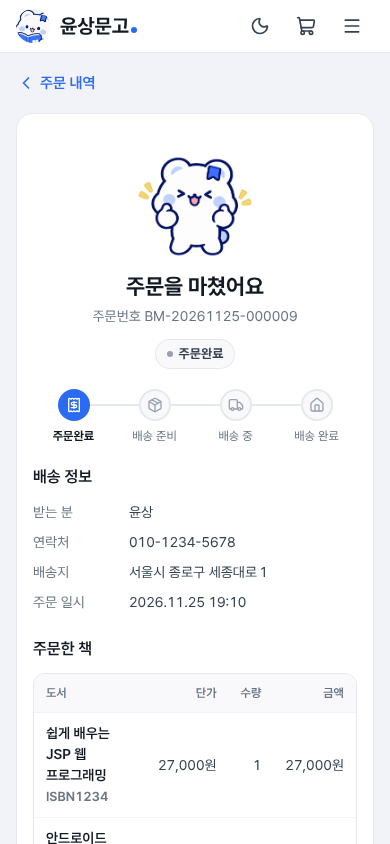 윤상문고
주문 내역
주문을 마쳤어요
주문번호 BM-20261125-000009
주문완료
주문완료 배송 준비 배송 중 배송 완료
배송 정보
받는 분 윤상
연락처 010-1234-5678
배송지 서울시 종로구 세종대로 1
주문 일시 2026.11.25 19:10
주문한 책
도서 단가 수량 금액
쉽게 배우는
JSP 웹
프로그래밍
ISBN1234
27,000원 1 27,000원
안드로이드